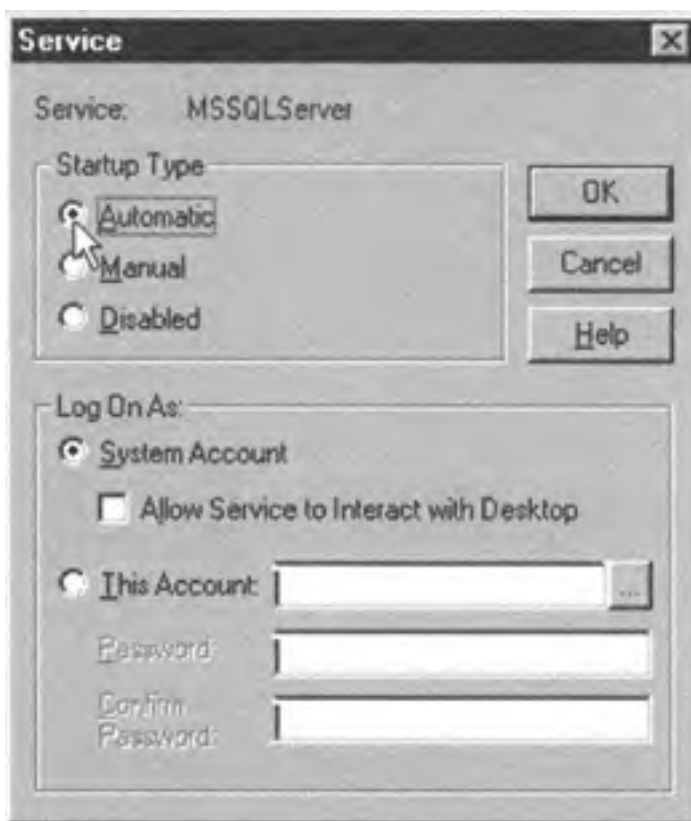 Service
Service: MSSQLServer
Startup Type
Automatic
Manual
Disabled
OK
Cancel
Help
Log On As:
System Account
Allow Service to Interact with Desktop
This Account:
...
Password:
Confirm
Password: